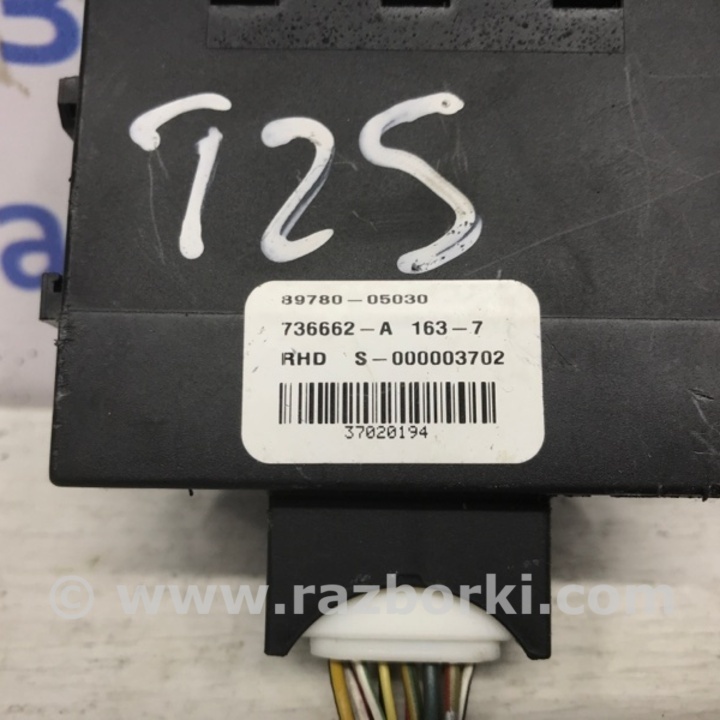 T25
89780-05030
736662-A 163-7
RHD S-000003702
37020194
© www.razborki.com